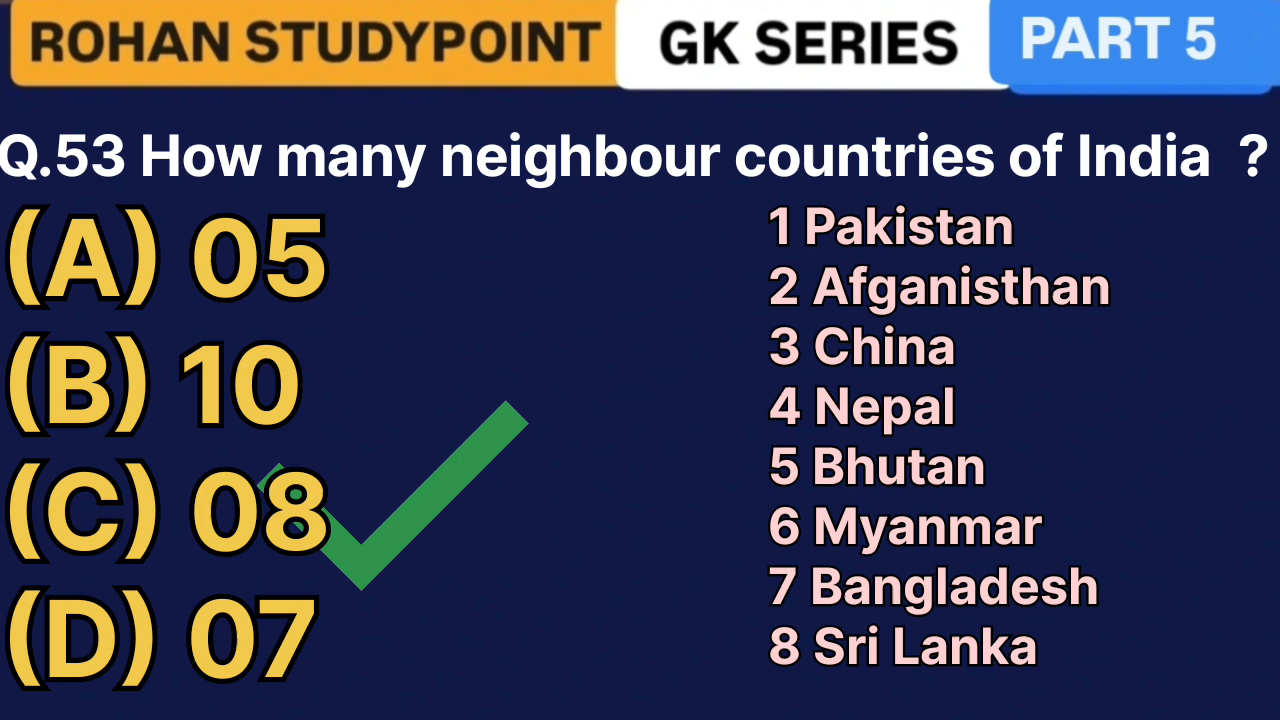 ROHAN STUDYPOINT GK SERIES PART 5
Q.53 How many neighbour countries of India ?
(A) 05
(B) 10
(C) 08
(D) 07
1 Pakistan
2 Afganisthan
3 China
4 Nepal
5 Bhutan
6 Myanmar
7 Bangladesh
8 Sri Lanka